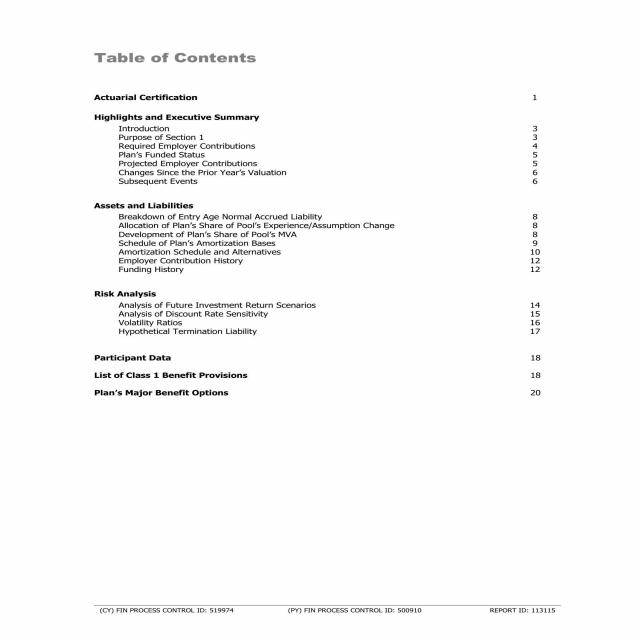 Table of Contents
Actuarial Certification 1
Highlights and Executive Summary
Introduction 3
Purpose of Section 1 3
Required Employer Contributions 4
Plan's Funded Status 5
Projected Employer Contributions 5
Changes Since the Prior Year's Valuation 6
Subsequent Events 6
Assets and Liabilities
Breakdown of Entry Age Normal Accrued Liability 8
Allocation of Plan's Share of Pool's Experience/Assumption Change 8
Development of Plan's Share of Pool's MVA 8
Schedule of Plan's Amortization Bases 9
Amortization Schedule and Alternatives 10
Employer Contribution History 12
Funding History 12
Risk Analysis
Analysis of Future Investment Return Scenarios 14
Analysis of Discount Rate Sensitivity 15
Volatility Ratios 16
Hypothetical Termination Liability 17
Participant Data 18
List of Class 1 Benefit Provisions 18
Plan's Major Benefit Options 20
(CY) FIN PROCESS CONTROL ID: 519974 (PY) FIN PROCESS CONTROL ID: 500910 REPORT ID: 113115